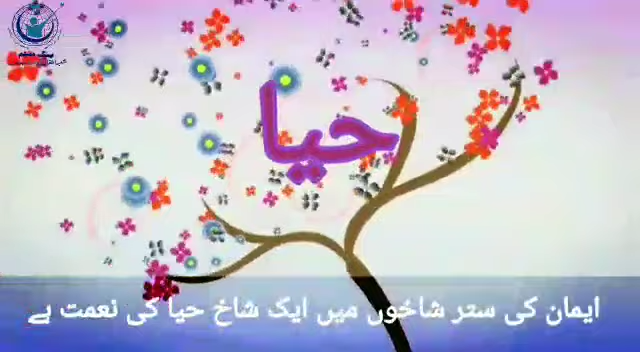 حیا
ایمان کی ستر شاخوں میں ایک شاخ حیا کی نعمت ہے